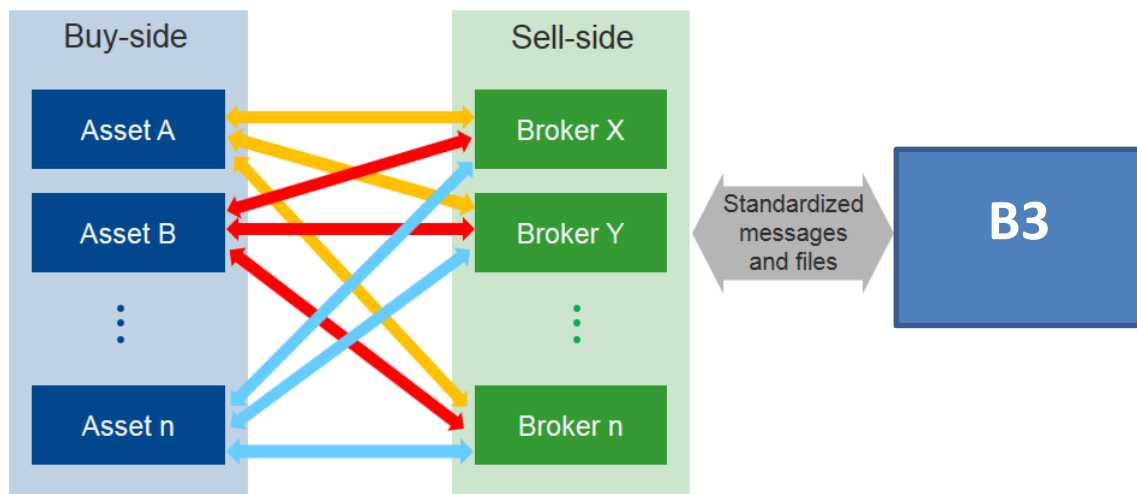 Buy-side
Sell-side
Asset A
Broker X
Asset B
Broker Y
Standardized
messages
and files
B3
Asset n
Broker n